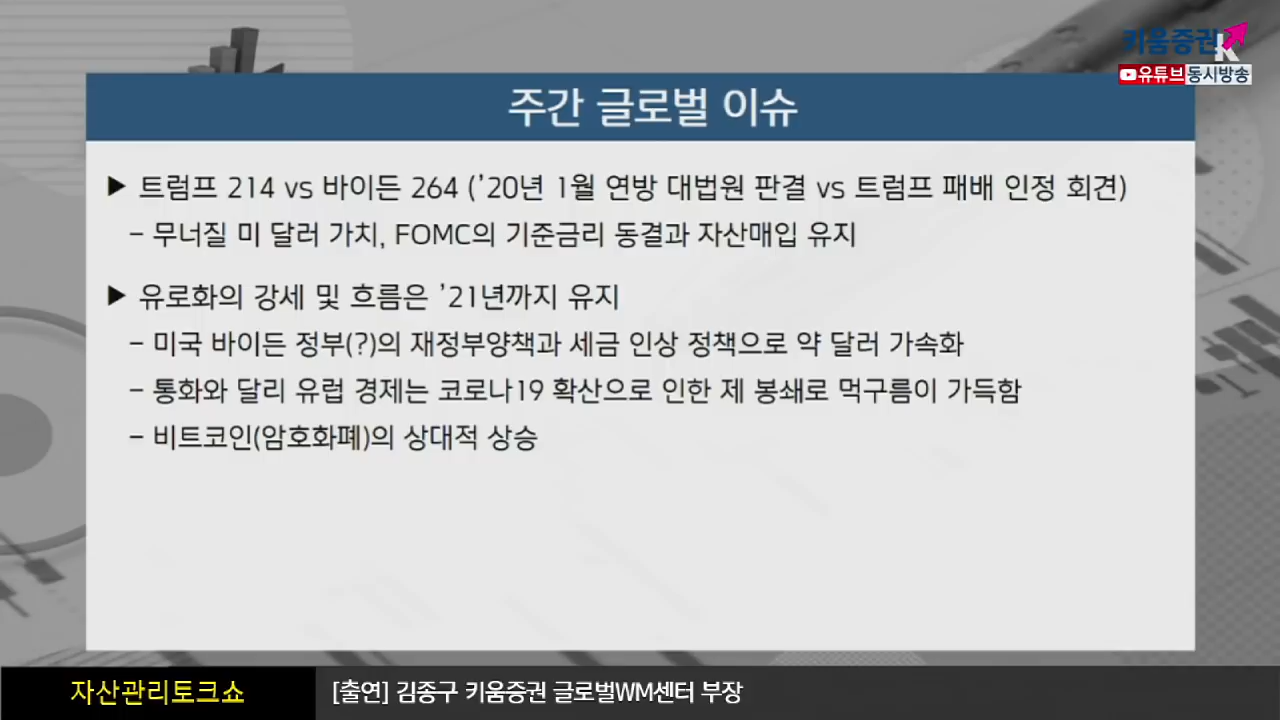 키움증권
유튜브 동시방송
주간 글로벌 이슈
▶ 트럼프 214 vs 바이든 264 (’20년 1월 연방 대법원 판결 vs 트럼프 패배 인정 회견)
– 무너질 미 달러 가치, FOMC의 기준금리 동결과 자산매입 유지
▶ 유로화의 강세 및 흐름은 ’21년까지 유지
– 미국 바이든 정부(?)의 재정부양책과 세금 인상 정책으로 약 달러 가속화
– 통화와 달리 유럽 경제는 코로나19 확산으로 인한 제 봉쇄로 먹구름이 가득함
– 비트코인(암호화폐)의 상대적 상승
자산관리토크쇼
[출연] 김종구 키움증권 글로벌WM센터 부장